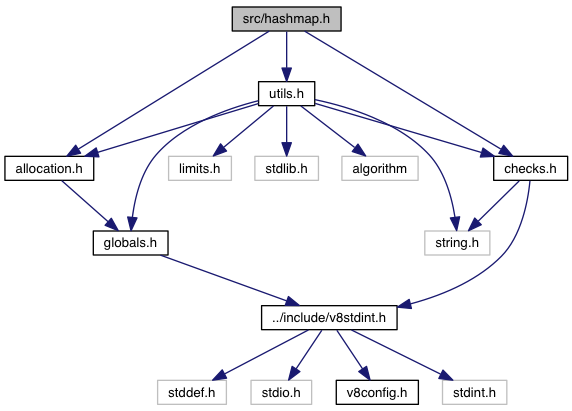 src/hashmap.h
utils.h
allocation.h
limits.h
stdlib.h
algorithm
checks.h
globals.h
string.h
../include/v8stdint.h
stddef.h
stdio.h
v8config.h
stdint.h